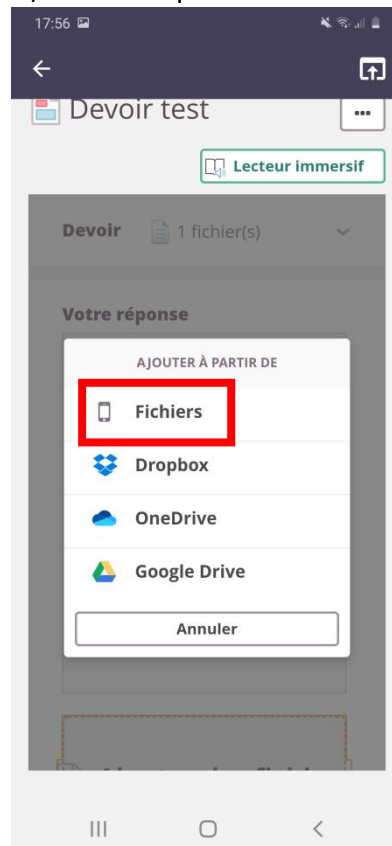 17:56
Devoir test
Lecteur immersif
Devoir 1 fichier(s)
Votre réponse
AJOUTER À PARTIR DE
Fichiers
Dropbox
OneDrive
Google Drive
Annuler